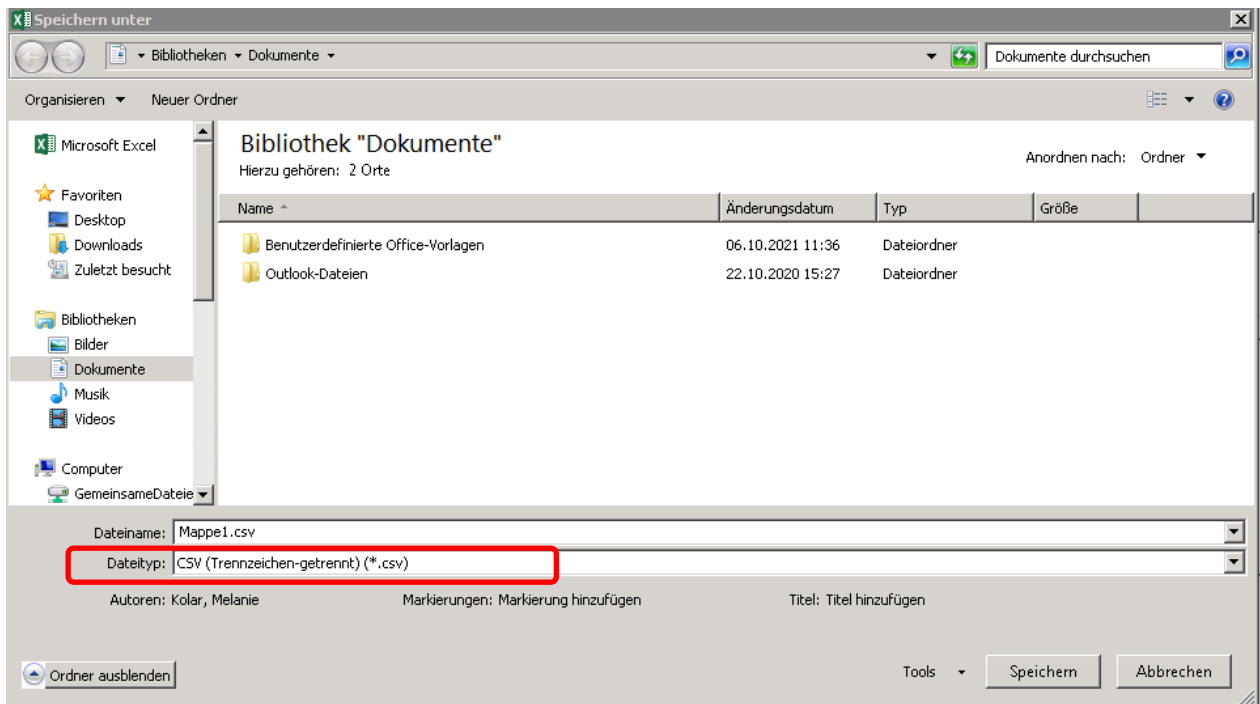 Speichern unter
Bibliotheken Dokumente
Dokumente durchsuchen
Organisieren Neuer Ordner
Microsoft Excel
Favoriten
Desktop
Downloads
Zuletzt besucht
Bibliotheken
Bilder
Dokumente
Musik
Videos
Computer
GemeinsameDateie
Bibliothek "Dokumente"
Hierzu gehören: 2 Orte
Anordnen nach: Ordner
Name Änderungsdatum Typ Größe
Benutzerdefinierte Office-Vorlagen 06.10.2021 11:36 Dateiordner
Outlook-Dateien 22.10.2020 15:27 Dateiordner
Dateiname: Mappe1.csv
Dateityp: CSV (Trennzeichen-getrennt) (*.csv)
Autoren: Kolar, Melanie Markierungen: Markierung hinzufügen Titel: Titel hinzufügen
Ordner ausblenden Tools Speichern Abbrechen